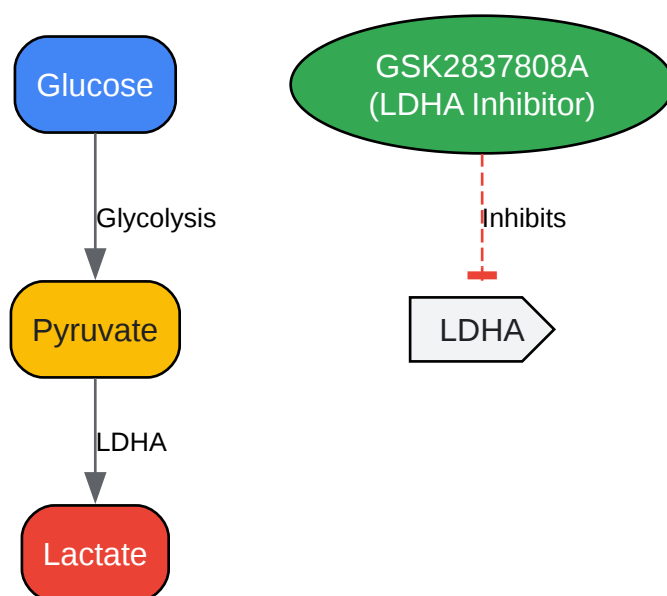 Glucose
GSK2837808A
(LDHA Inhibitor)
Glycolysis
Inhibits
Pyruvate
LDHA
LDHA
Lactate